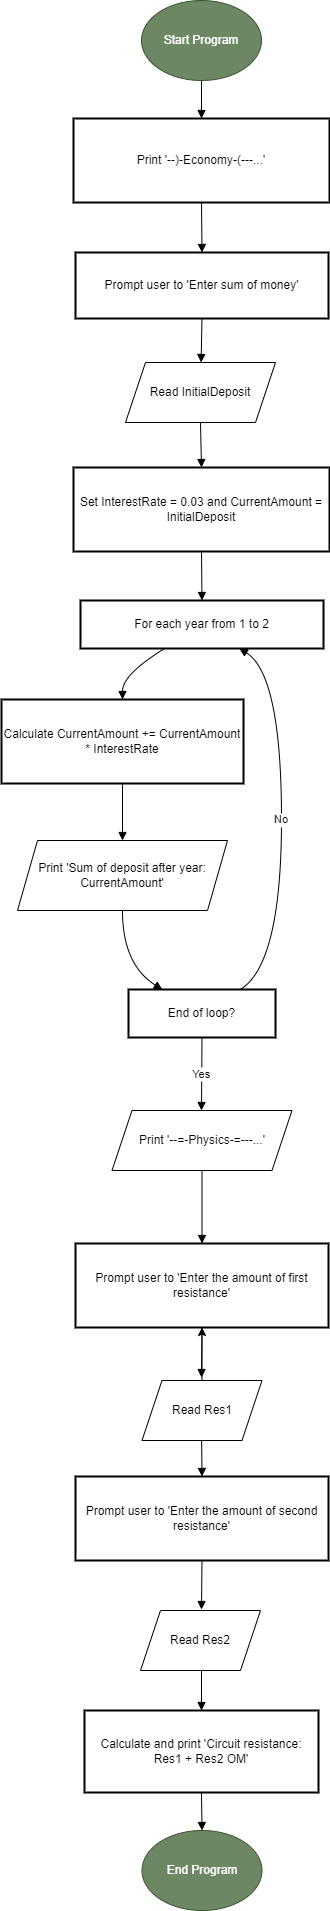 Start Program
Print '--)-Economy-(---...'
Prompt user to 'Enter sum of money'
Read InitialDeposit
Set InterestRate = 0.03 and CurrentAmount =
InitialDeposit
For each year from 1 to 2
Calculate CurrentAmount += CurrentAmount
* InterestRate
No
Print 'Sum of deposit after year:
CurrentAmount'
End of loop?
Yes
Print '--=-Physics-=---...'
Prompt user to 'Enter the amount of first
resistance'
Read Res1
Prompt user to 'Enter the amount of second
resistance'
Read Res2
Calculate and print 'Circuit resistance:
Res1 + Res2 OM'
End Program